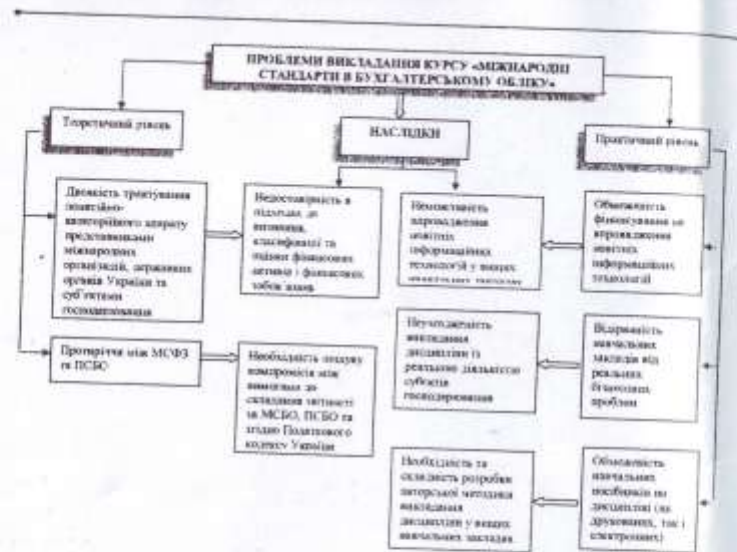 ПРОБЛЕМИ ВИКЛАДАННЯ КУРСУ «МІЖНАРОДНІ
СТАНДАРТИ В БУХГАЛТЕРСЬКОМУ ОБЛІКУ»
Теоретичний рівень
НАСЛІДКИ
Практичний рівень
Двоякість трактування
понятійно-
категорійного апарату
представниками
міжнародних
організацій, державних
органів України та
суб'єктами
господарювання
Недостовірність в
підходах до
визнання,
класифікації та
оцінки фінансових
активів і фінансових
зобов'язань
Неможливість
впровадження
новітніх
інформаційних
технологій у вищих
Обмеженість
фінансування на
впровадження
новітніх
інформаційних
технологій
Протиріччя між МСФЗ
та ПСБО
Необхідність пошуку
компромісів між
вимогами до
складання звітності
за МСБО, ПСБО та
згідно Податкового
кодексу України
Неузгодженість
викладання
дисципліни із
реальною діяльністю
суб'єктів
господарювання
Відірваність
навчальних
закладів від
реальних
проблем
Необхідність та
складність розробки
авторської методики
викладання
дисципліни у вищих
навчальних закладах
Обмеженість
навчальних
посібників по
дисципліні (як
друкованих, так і
електронних)